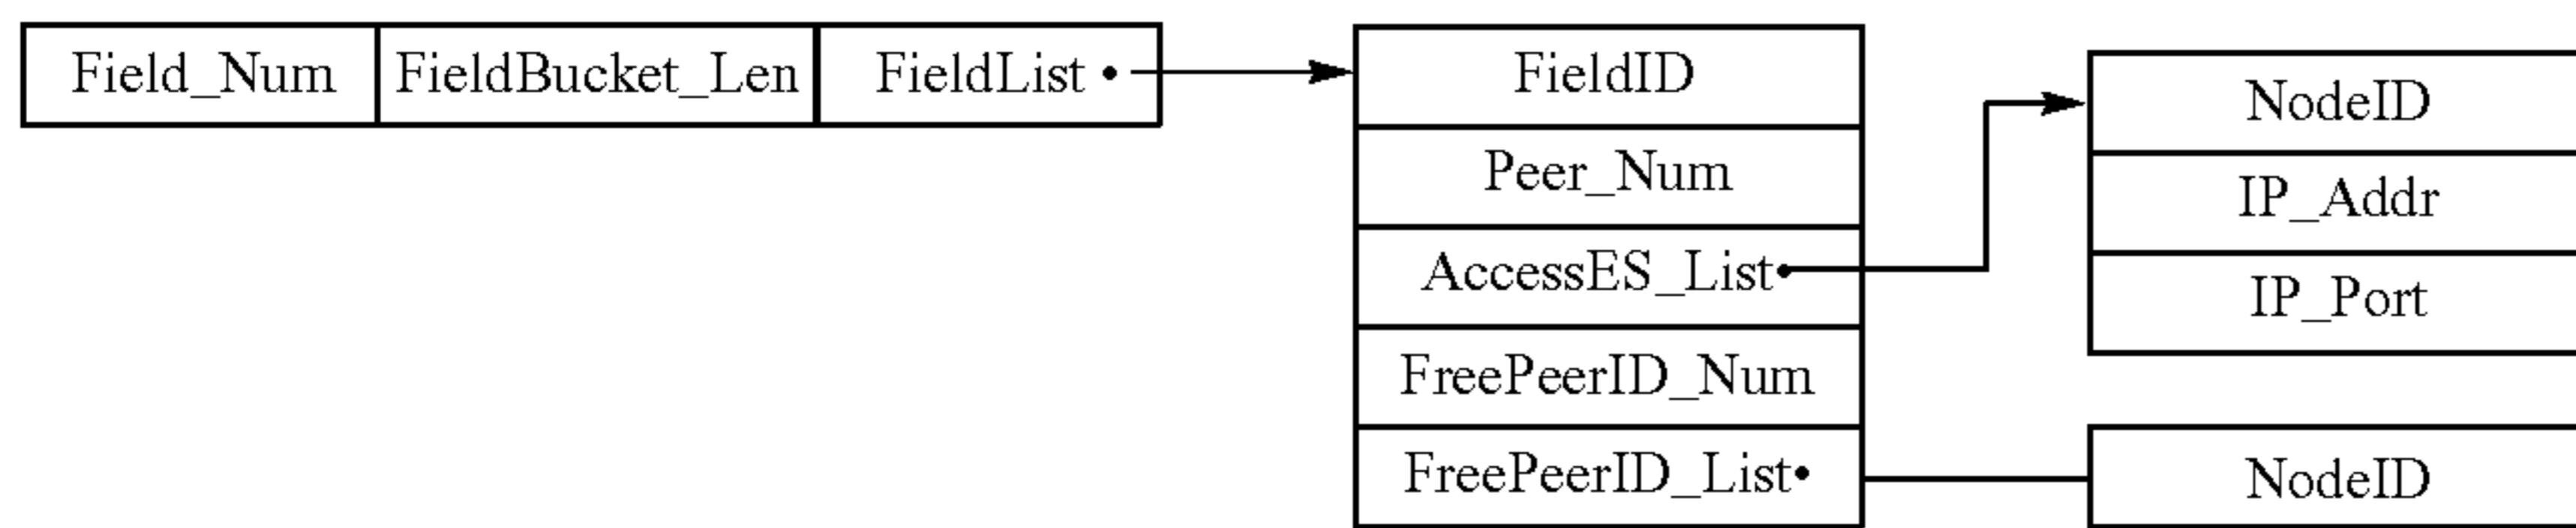 Field_Num FieldBucket_Len FieldList
FieldID
Peer_Num
AccessES_List
FreePeerID_Num
FreePeerID_List
NodeID
IP_Addr
IP_Port
NodeID